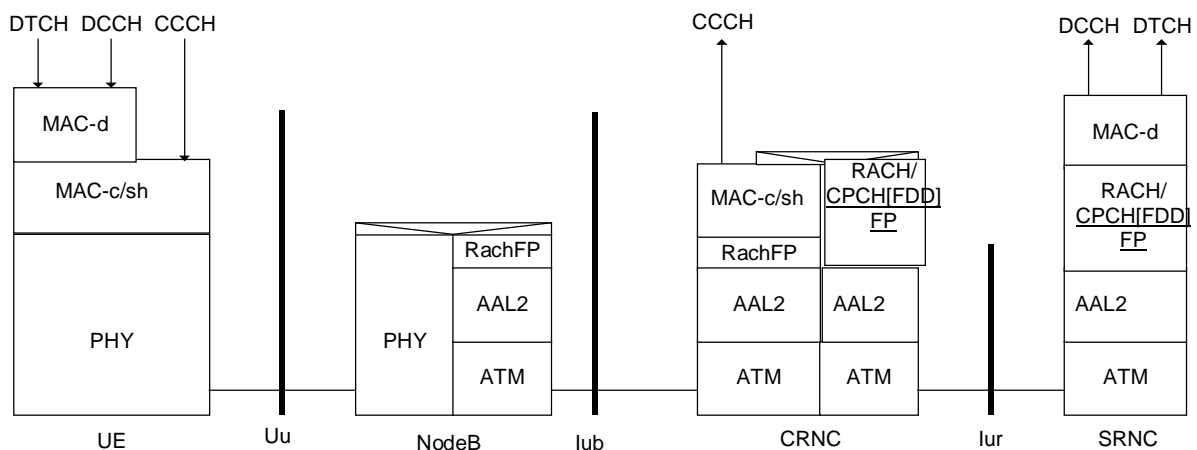 DTCH DCCH CCCH
CCCH
DCCH DTCH
MAC-d
MAC-c/sh
PHY
UE
Uu
PHY
RachFP
AAL2
ATM
NodeB
Iub
MAC-c/sh
RachFP
AAL2
ATM
RACH/
CPCH[FDD]
FP
AAL2
ATM
CRNC
Iur
MAC-d
RACH/
CPCH[FDD]
FP
AAL2
ATM
SRNC